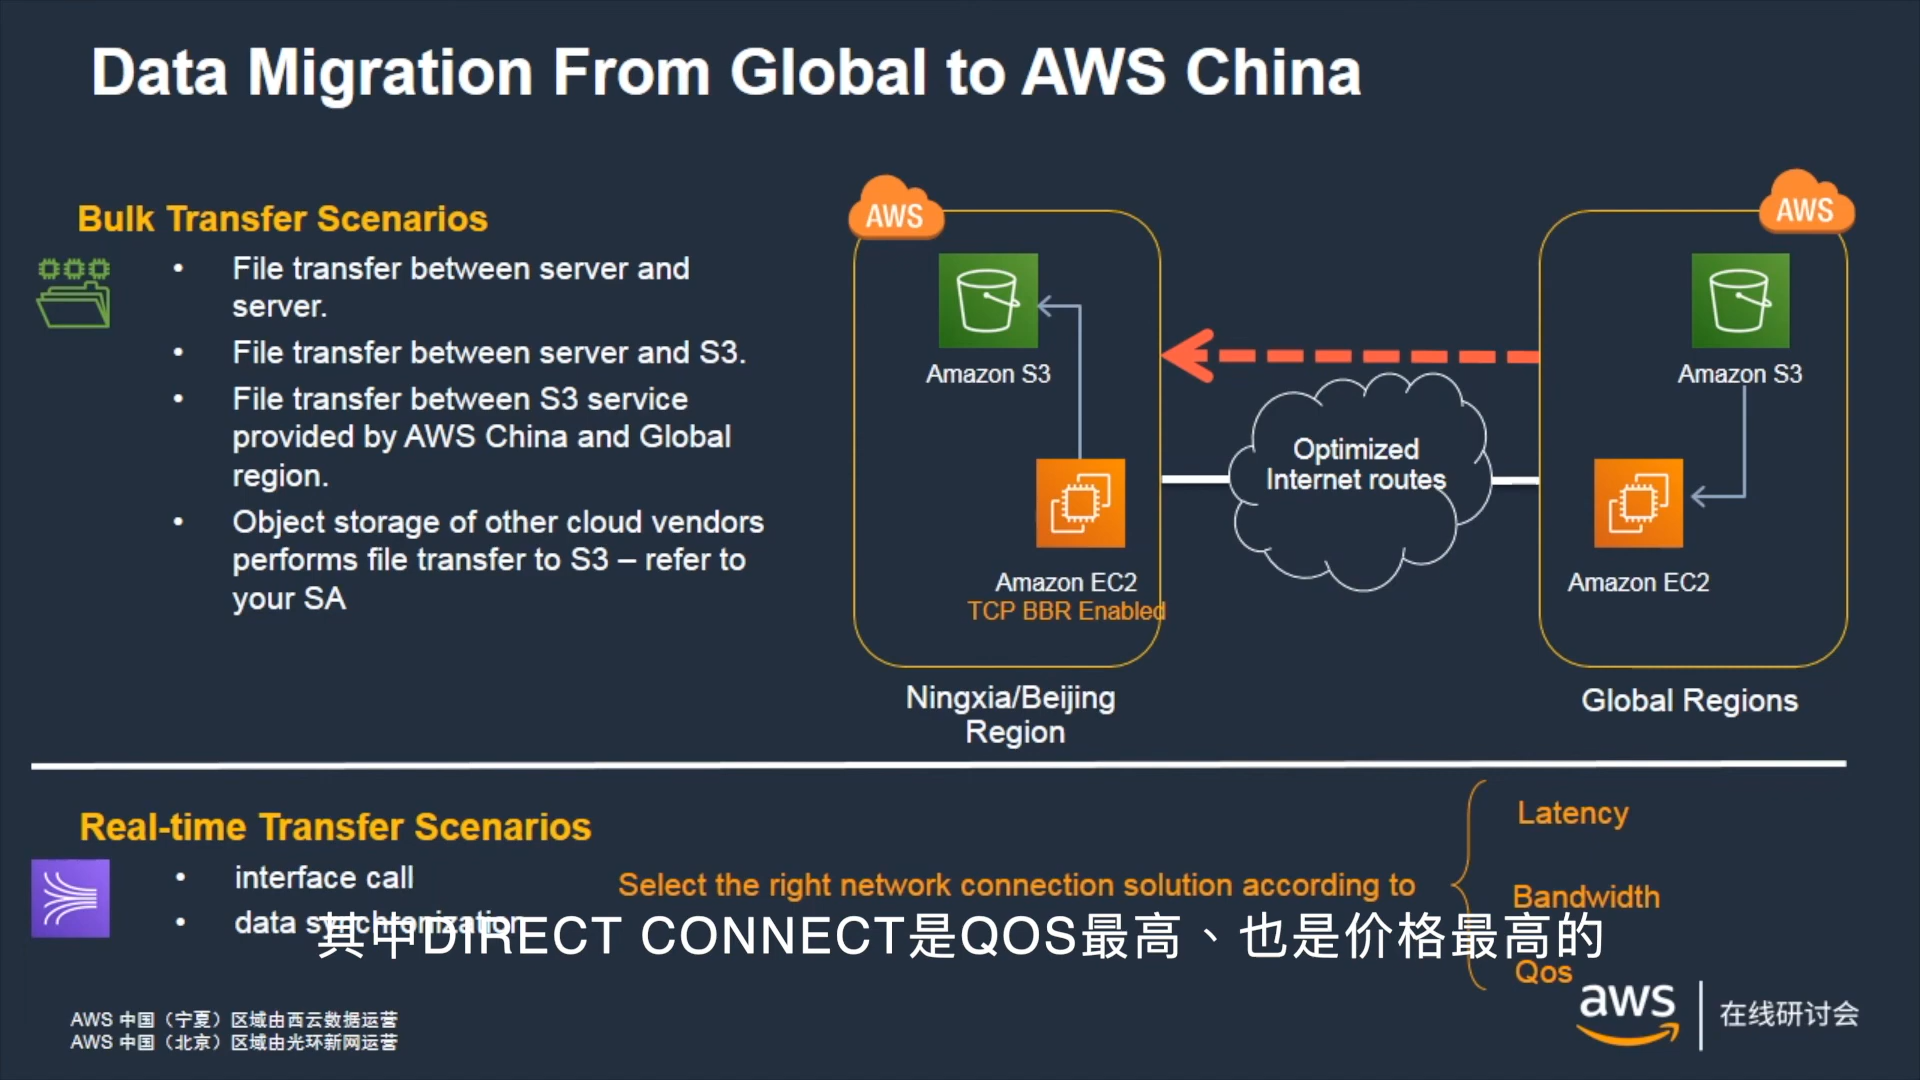 Data Migration From Global to AWS China
Bulk Transfer Scenarios
• File transfer between server and
server.
• File transfer between server and S3.
• File transfer between S3 service
provided by AWS China and Global
region.
• Object storage of other cloud vendors
performs file transfer to S3 – refer to
your SA
AWS
Amazon S3
Amazon EC2
TCP BBR Enabled
Ningxia/Beijing
Region
Optimized
Internet routes
AWS
Amazon S3
Amazon EC2
Global Regions
Real-time Transfer Scenarios
• interface call
• data synchronization
Select the right network connection solution according to
Latency
Bandwidth
Qos
其中DIRECT CONNECT是QOS最高、也是价格最高的
AWS 中国（宁夏）区域由西云数据运营
AWS 中国（北京）区域由光环新网运营
aws
在线研讨会